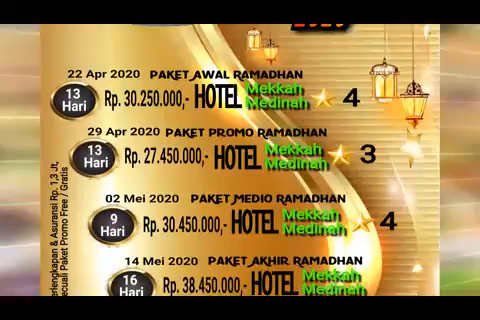 22 Apr 2020 PAKET AWAL RAMADHAN
13 Hari Rp. 30.250.000,- HOTEL Mekkah Medinah 4
29 Apr 2020 PAKET PROMO RAMADHAN
13 Hari Rp. 27.450.000,- HOTEL Mekkah Medinah 3
02 Mei 2020 PAKET MEDIO RAMADHAN
9 Hari Rp. 30.450.000,- HOTEL Mekkah Medinah 4
14 Mei 2020 PAKET AKHIR RAMADHAN
16 Hari Rp. 38.450.000,- HOTEL Mekkah Medinah
& Asuransi Rp. 1,3 Jt,
Paket Promo Free / Gratis